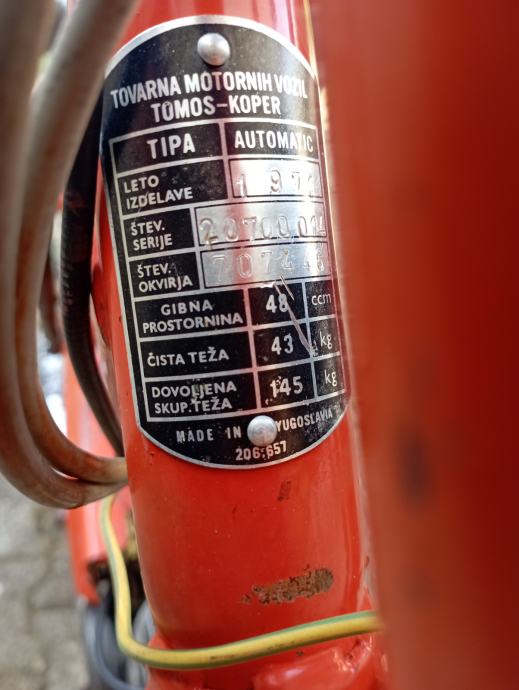 TOVARNA MOTORNIH VOZIL
TOMOS-KOPER
TIPA AUTOMATIC
LETO
IZDELAVE
ŠTEV.
SERIJE
ŠTEV.
OKVIRJA
GIBNA
PROSTORNINA 48 ccm
ČISTA TEŽA 43 kg
DOVOLJENA
SKUP. TEŽA 145 kg
MADE IN YUGOSLAVIA
206.657